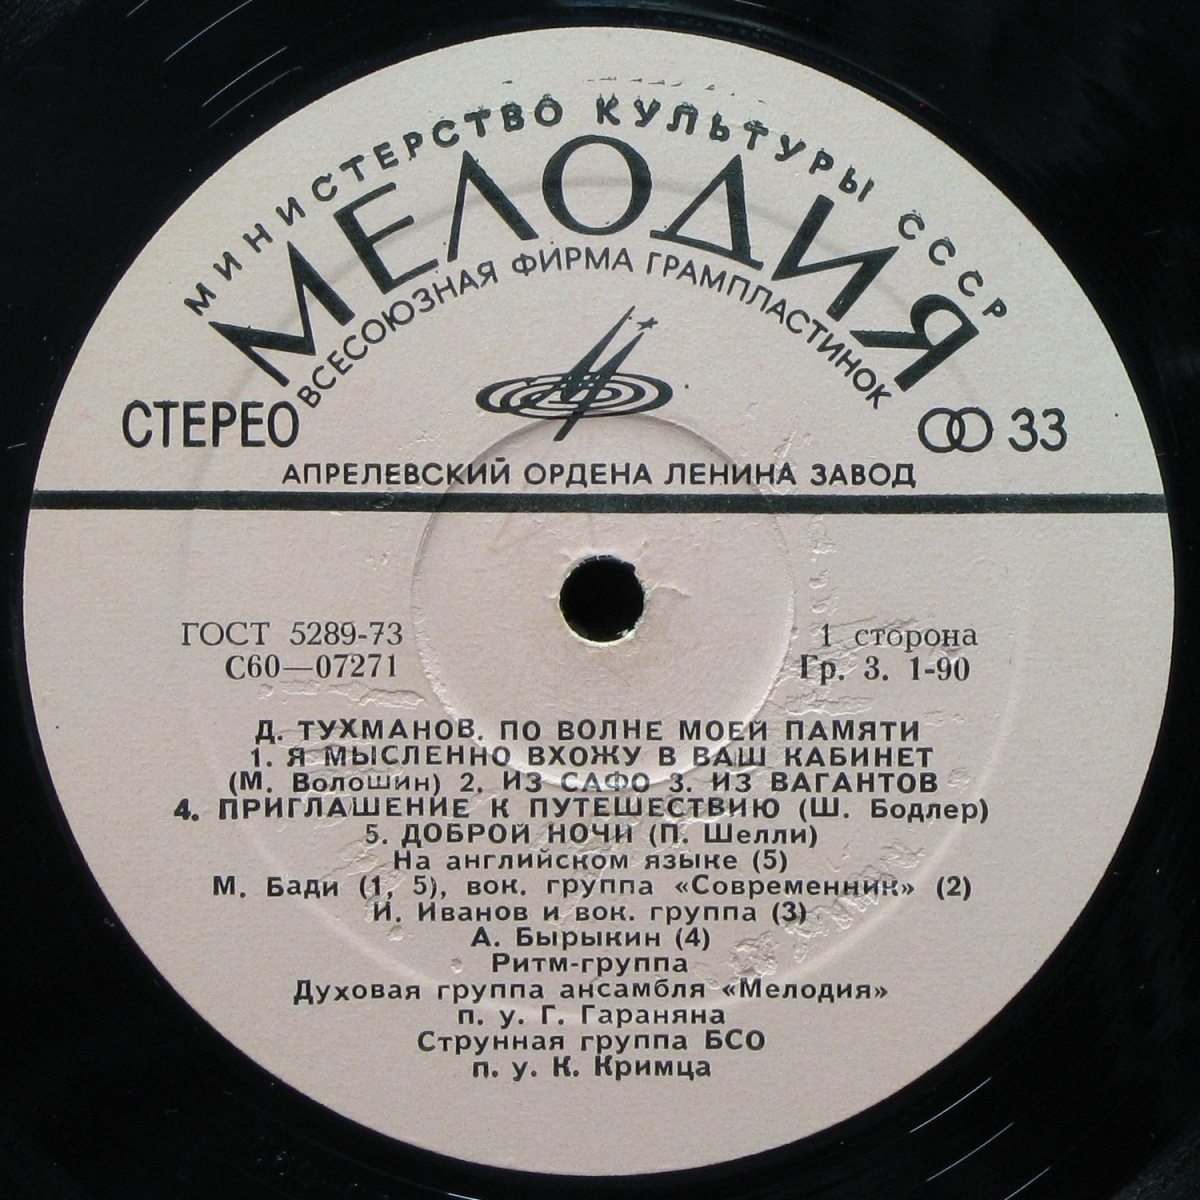 МИНИСТЕРСТВО КУЛЬТУРЫ СССР
МЕЛОДИЯ
ВСЕСОЮЗНАЯ ФИРМА ГРАМПЛАСТИНОК
СТЕРЕО
33
АПРЕЛЕВСКИЙ ОРДЕНА ЛЕНИНА ЗАВОД
ГОСТ 5289-73
С60—07271
1 сторона
Гр. 3. 1-90
Д. ТУХМАНОВ. ПО ВОЛНЕ МОЕЙ ПАМЯТИ
1. Я МЫСЛЕННО ВХОЖУ В ВАШ КАБИНЕТ
(М. Волошин) 2. ИЗ САФО 3. ИЗ ВАГАНТОВ
4. ПРИГЛАШЕНИЕ К ПУТЕШЕСТВИЮ (Ш. Бодлер)
5. ДОБРОЙ НОЧИ (П. Шелли)
На английском языке (5)
М. Бади (1, 5), вок. группа «Современник» (2)
И. Иванов и вок. группа (3)
А. Бырыкин (4)
Ритм-группа
Духовая группа ансамбля «Мелодия»
п. у. Г. Гараняна
Струнная группа БСО
п. у. К. Кримца